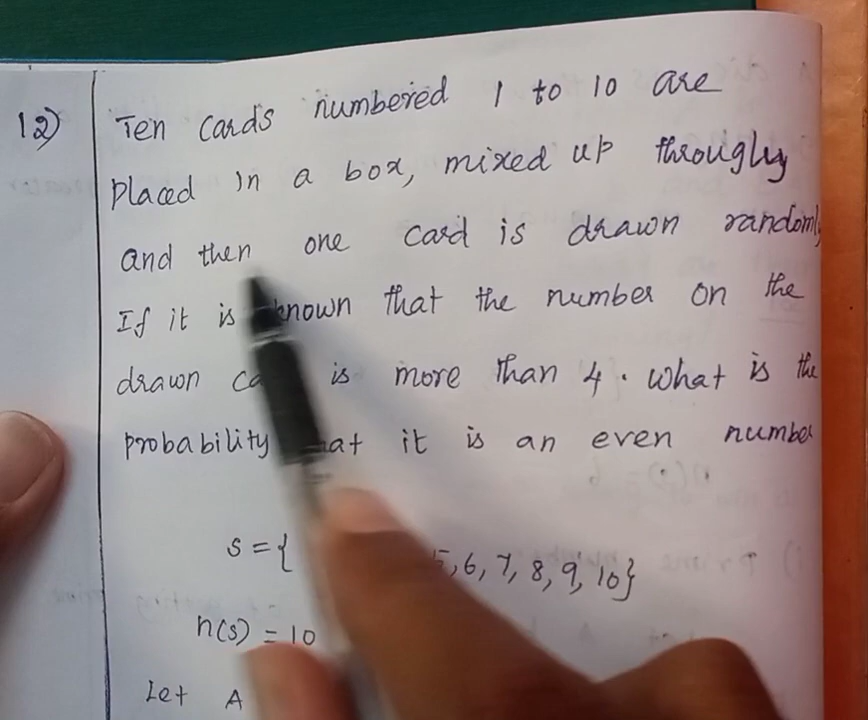 12) Ten cards numbered 1 to 10 are
placed in a box, mixed up througly
and then one card is drawn randomly
If it is known that the number on the
drawn is more than 4. what is the
probability it is an even number
S = { 5, 6, 7, 8, 9, 10}
n(s) = 10
Let A